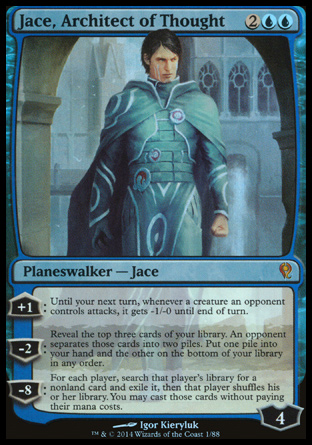 Jace, Architect of Thought 2
Planeswalker — Jace
+1 : Until your next turn, whenever a creature an opponent
controls attacks, it gets -1/-0 until end of turn.
-2 : Reveal the top three cards of your library. An opponent
separates those cards into two piles. Put one pile into
your hand and the other on the bottom of your library
in any order.
-8 : For each player, search that player's library for a
nonland card and exile it, then that player shuffles his
or her library. You may cast those cards without paying
their mana costs.
4
Igor Kieryluk
™ & © 2014 Wizards of the Coast 1/88